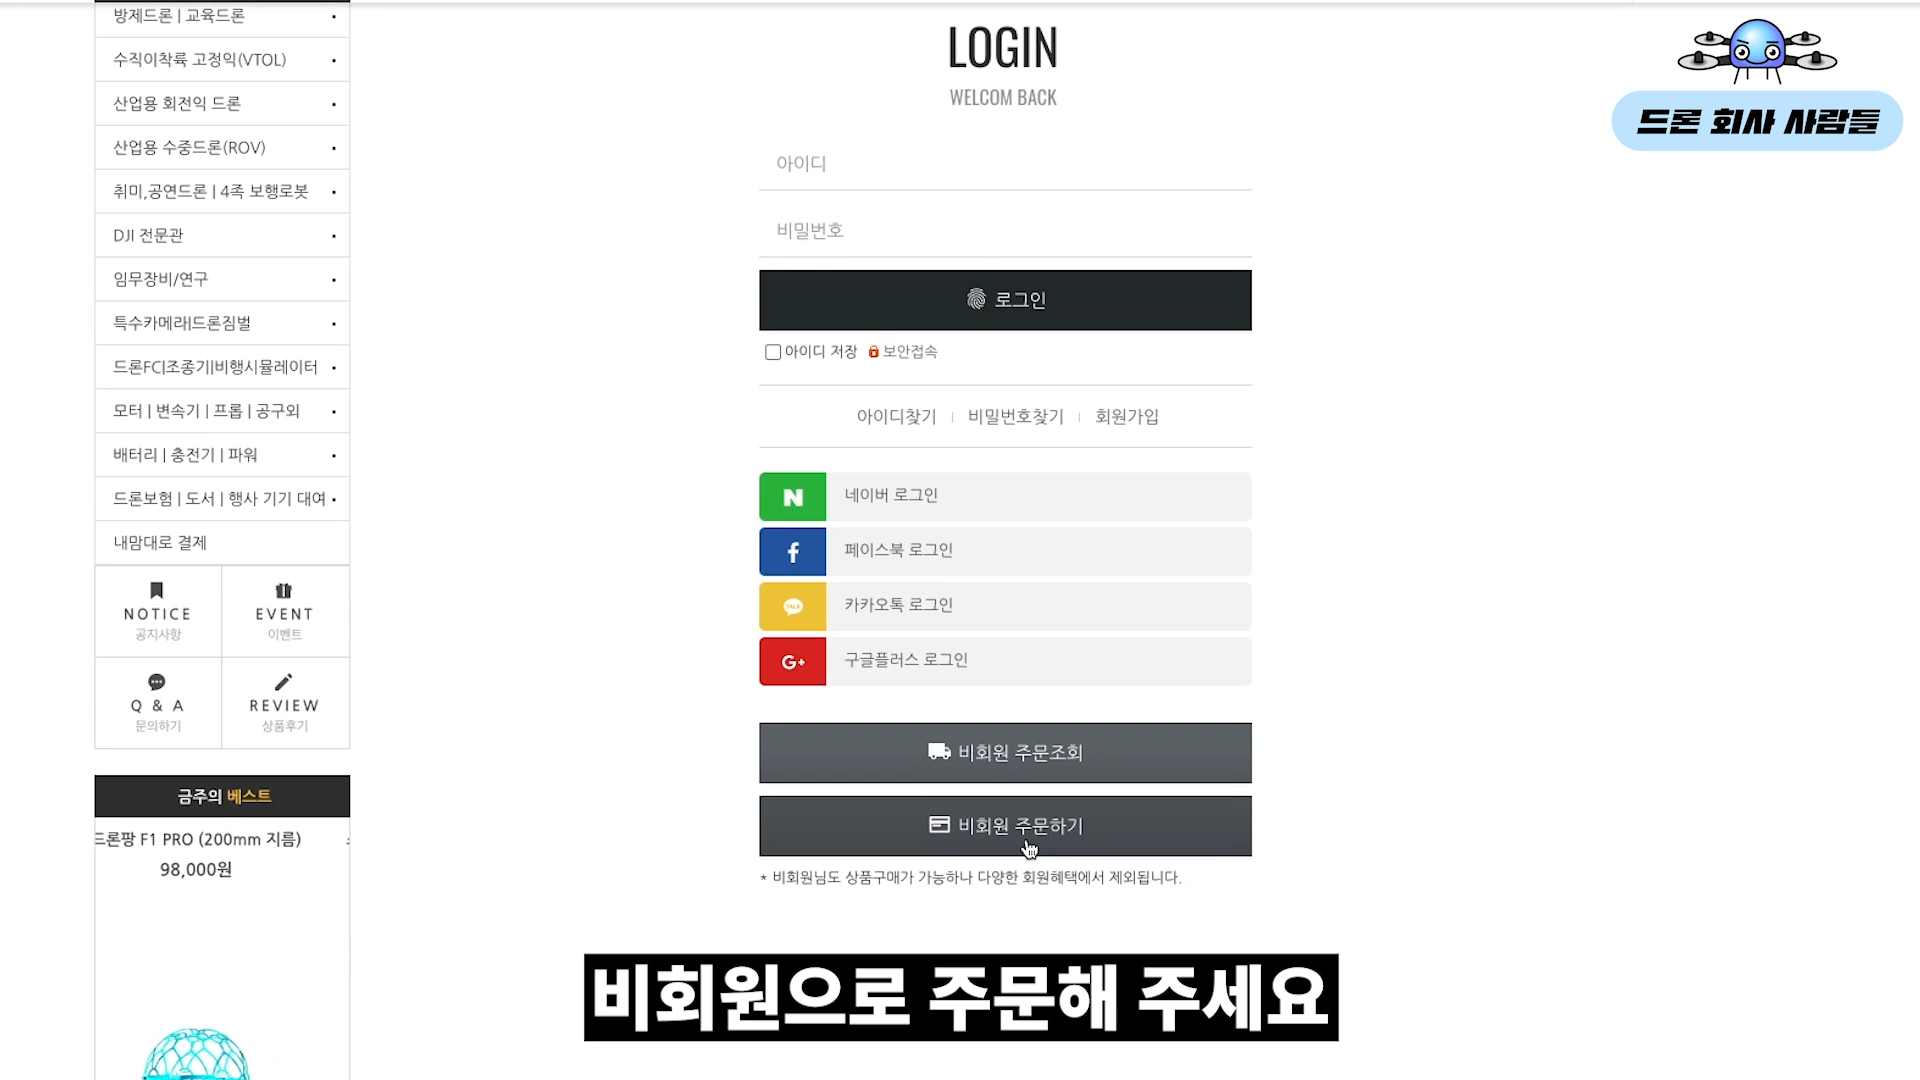 방제드론 | 교육드론
수직이착륙 고정익(VTOL)
산업용 회전익 드론
산업용 수중드론(ROV)
취미,공연드론 | 4족 보행로봇
DJI 전문관
임무장비/연구
특수카메라|드론짐벌
드론FC|조종기|비행시뮬레이터
모터 | 변속기 | 프롭 | 공구외
배터리 | 충전기 | 파워
드론보험 | 도서 | 행사 기기 대여
내맘대로 결제
NOTICE
공지사항
EVENT
이벤트
Q & A
문의하기
REVIEW
상품후기
금주의 베스트
드론팡 F1 PRO (200mm 지름)
98,000원
LOGIN
WELCOM BACK
아이디
비밀번호
로그인
아이디 저장 보안접속
아이디찾기 | 비밀번호찾기 | 회원가입
N 네이버 로그인
f 페이스북 로그인
TALK 카카오톡 로그인
G+ 구글플러스 로그인
비회원 주문조회
비회원 주문하기
* 비회원님도 상품구매가 가능하나 다양한 회원혜택에서 제외됩니다.
드론 회사 사람들
비회원으로 주문해 주세요